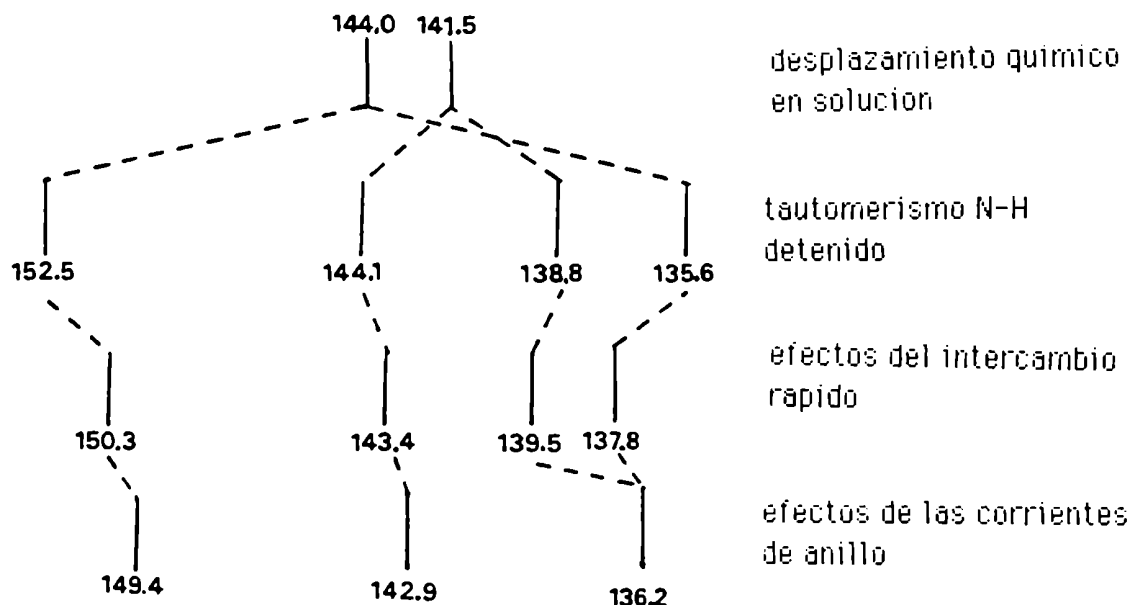 144.0 141.5
desplazamiento quimico
en solucion
tautomerismo N-H
detenido
152.5 144.1 138.8 135.6
efectos del intercambio
rapido
150.3 143.4 139.5 137.8
efectos de las corrientes
de anillo
149.4 142.9 136.2